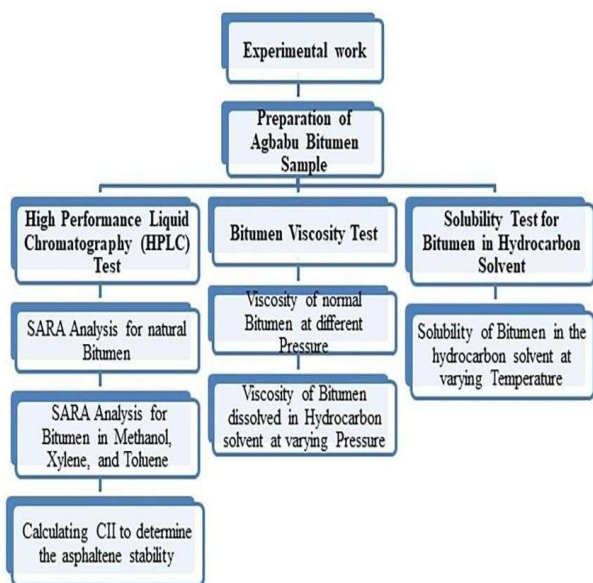 Experimental work
Preparation of
Agbabu Bitumen
Sample
High Performance Liquid
Chromatography (HPLC)
Test
SARA Analysis for natural
Bitumen
SARA Analysis for
Bitumen in Methanol,
Xylene, and Toluene
Calculating CII to determine
the asphaltene stability
Bitumen Viscosity Test
Viscosity of normal
Bitumen at different
Pressure
Viscosity of Bitumen
dissolved in Hydrocarbon
solvent at varying Pressure
Solubility Test for
Bitumen in Hydrocarbon
Solvent
Solubility of Bitumen in the
hydrocarbon solvent at
varying Temperature